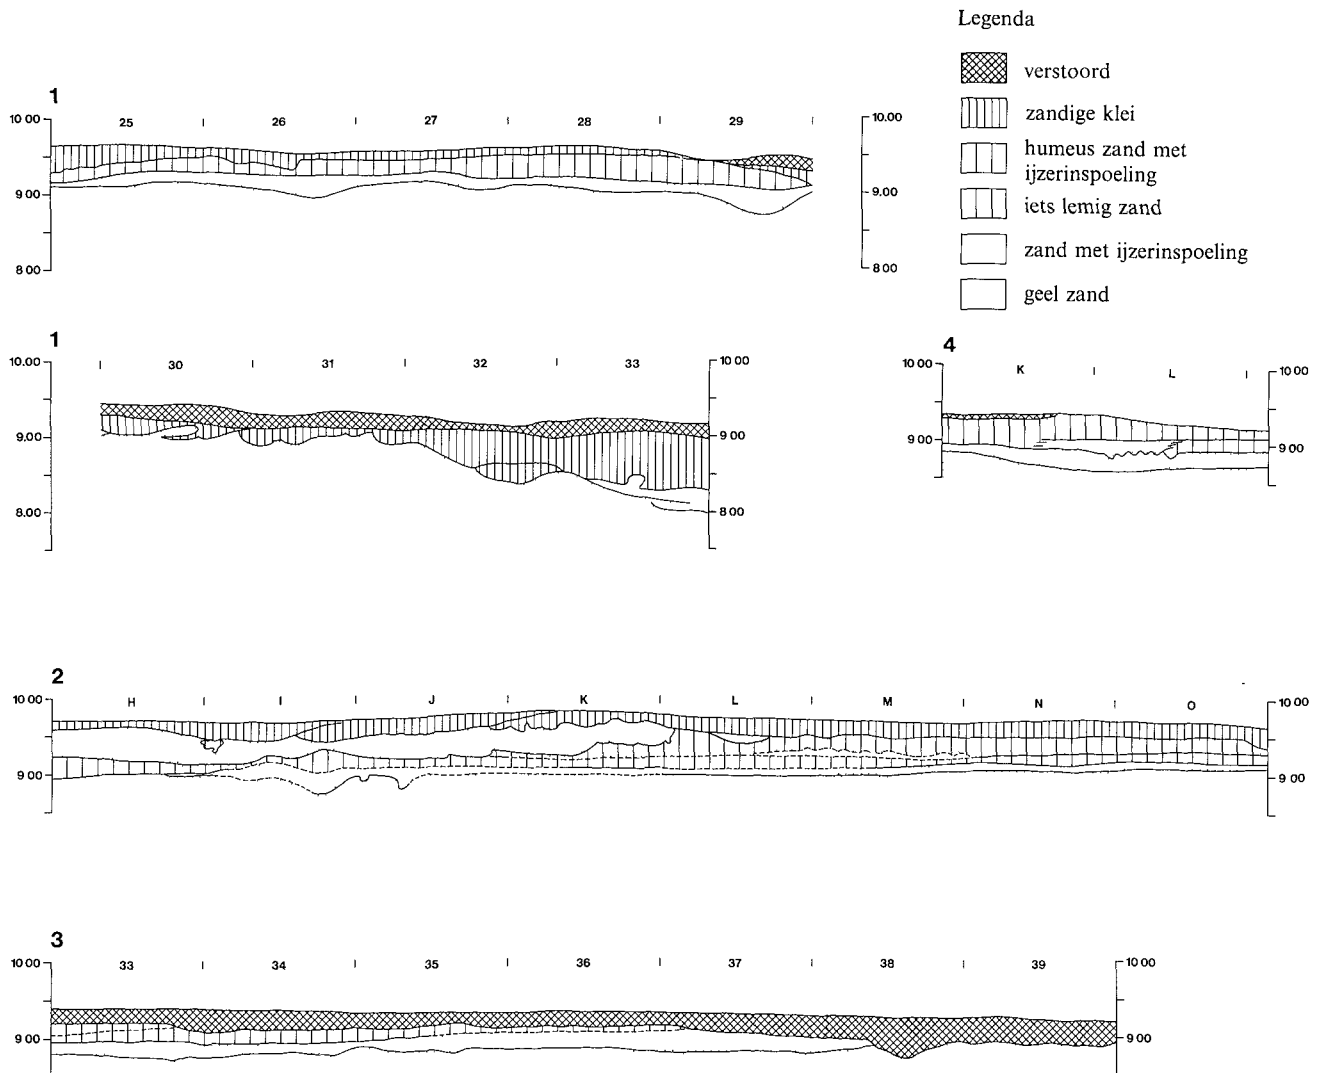 Legenda
verstoord
zandige klei
humeus zand met
ijzerinspoeling
iets lemig zand
zand met ijzerinspoeling
geel zand
1
10 00 25 26 27 28 29 10.00
9.00 9.00
8 00 8.00
1
10.00 30 31 32 33 10 00
9.00 9 00
8.00 8 00
4
10 00 K L 10 00
9 00 9 00
2
10 00 H I J K L M N O 10 00
9 00 9 00
3
10 00 33 34 35 36 37 38 39 10 00
9 00 9 00